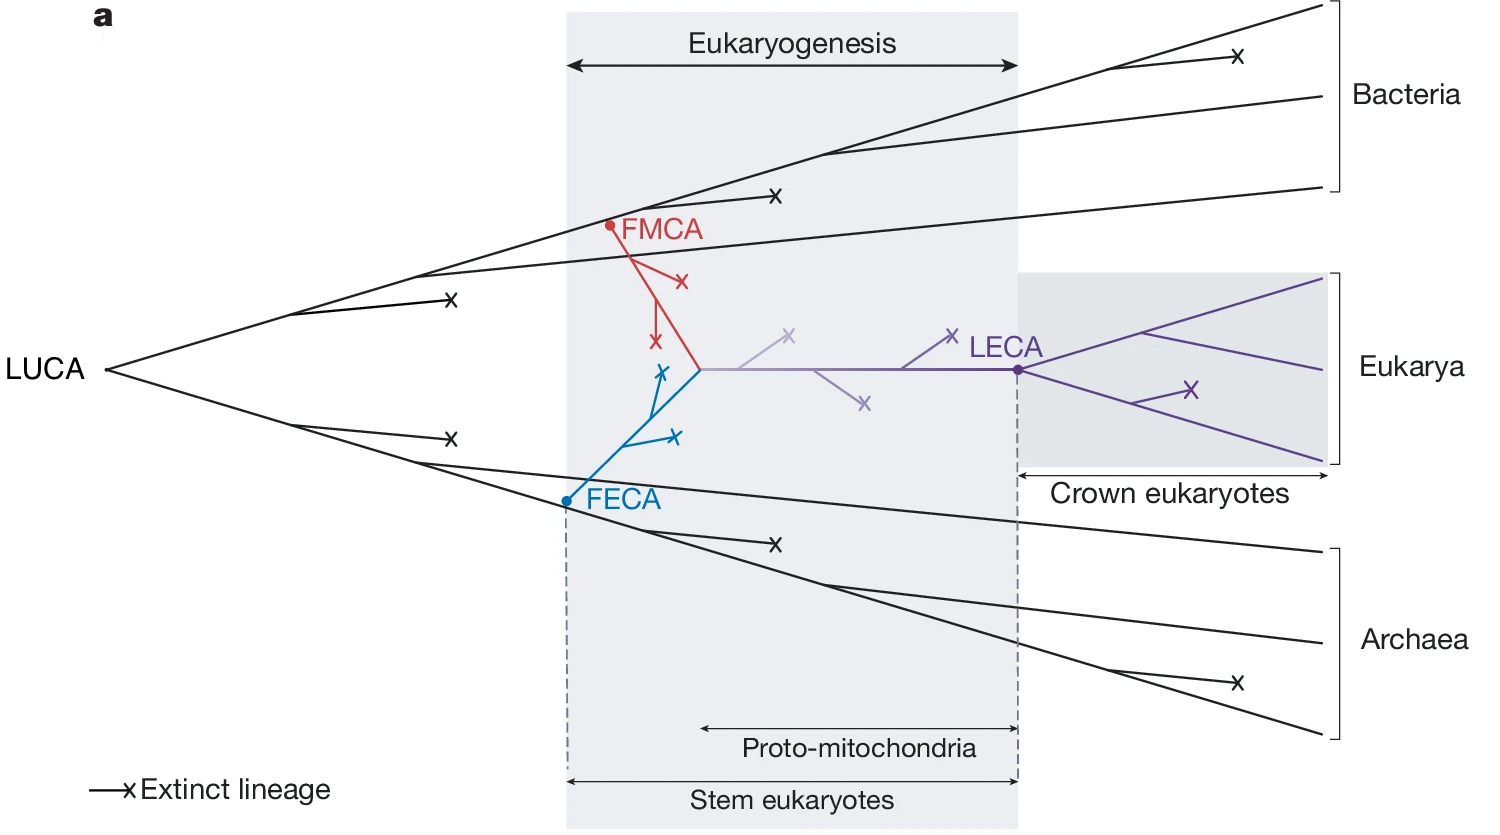 a
Eukaryogenesis
Bacteria
FMCA
LUCA
LECA
Eukarya
FECA
Crown eukaryotes
Archaea
Proto-mitochondria
Extinct lineage
Stem eukaryotes